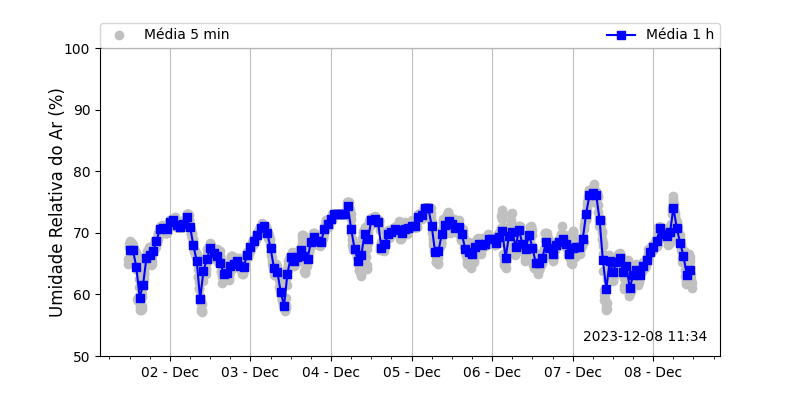 Média 5 min
Média 1 h
Umidade Relativa do Ar (%)
100
90
80
70
60
50
2023-12-08 11:34
02 - Dec
03 - Dec
04 - Dec
05 - Dec
06 - Dec
07 - Dec
08 - Dec